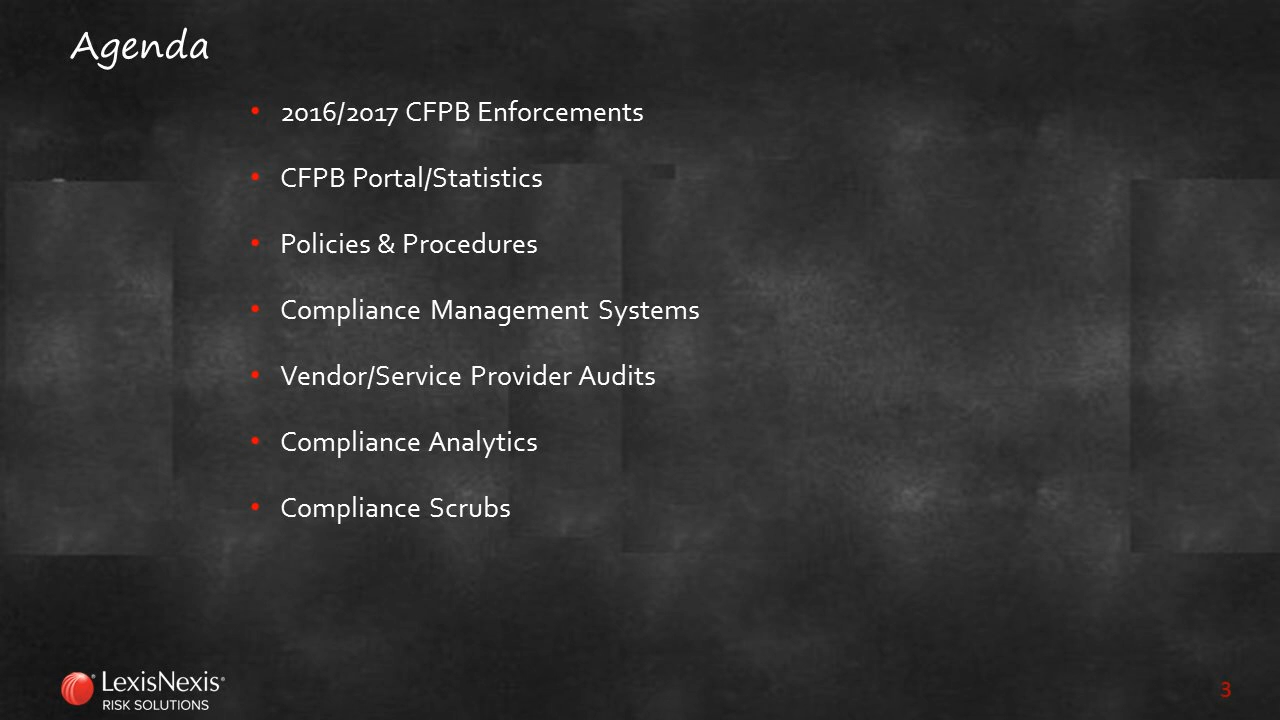 Agenda
• 2016/2017 CFPB Enforcements
• CFPB Portal/Statistics
• Policies & Procedures
• Compliance Management Systems
• Vendor/Service Provider Audits
• Compliance Analytics
• Compliance Scrubs
LexisNexis®
RISK SOLUTIONS
3